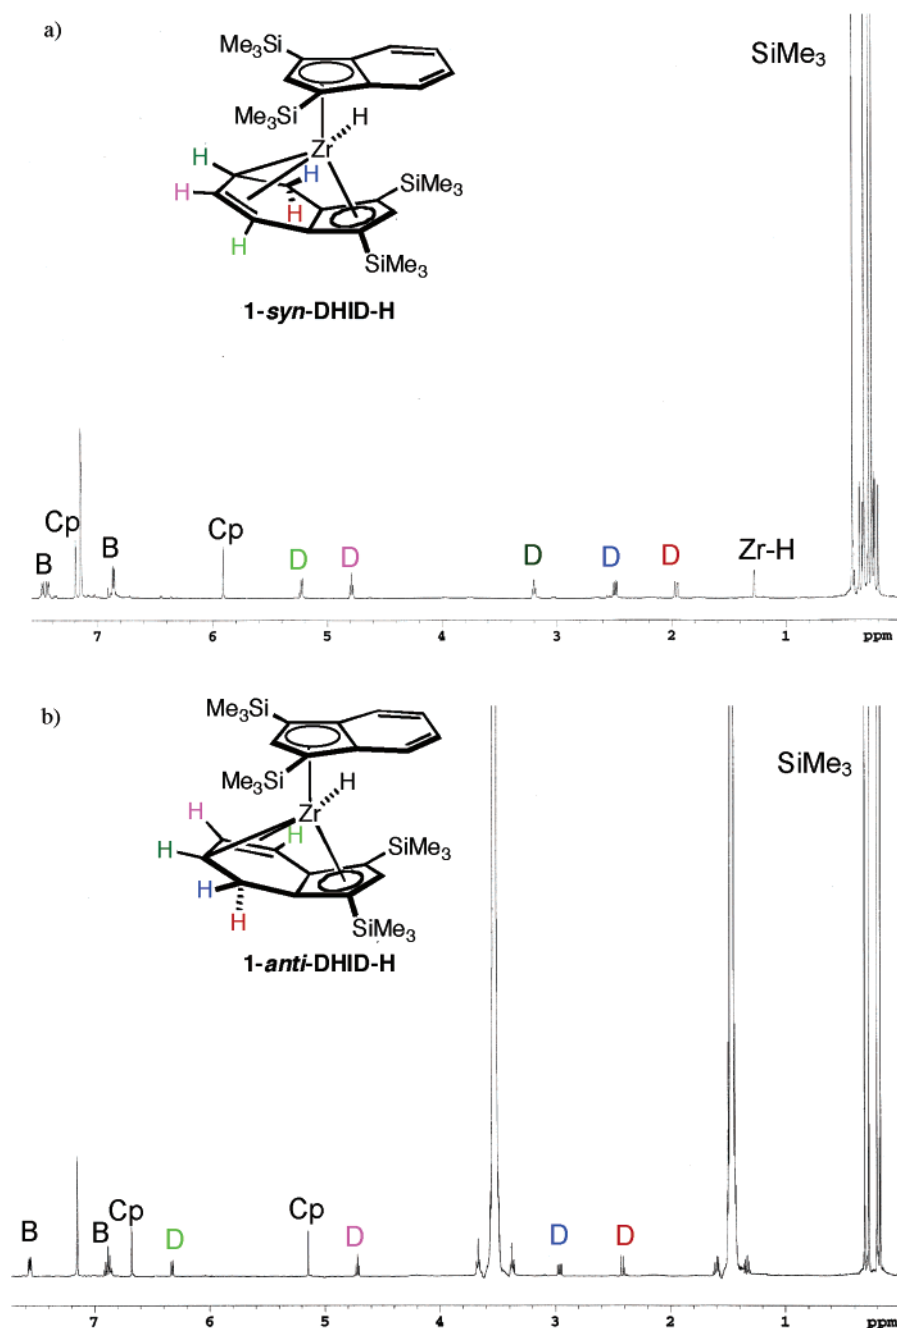 a)
Me₃Si
SiMe₃
Me₃Si
H
Zr
H
H
H
SiMe₃
H
H
SiMe₃
1-syn-DHID-H
Cp
B
B
Cp
D
D
D
D
D
Zr-H
7
6
5
4
3
2
1
ppm
b)
Me₃Si
SiMe₃
Me₃Si
H
Zr
H
H
H
SiMe₃
H
H
SiMe₃
1-anti-DHID-H
B
B
Cp
D
Cp
D
D
D
7
6
5
4
3
2
1
ppm